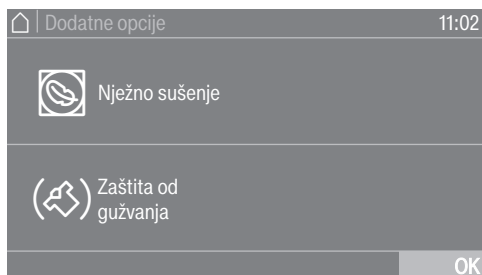 Dodatne opcije 11:02
Nježno sušenje
Zaštita od
gužvanja
OK